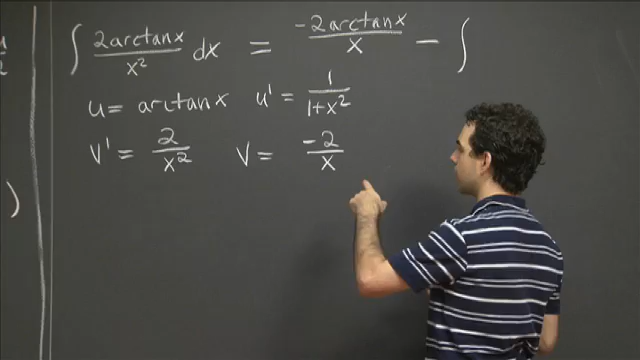 ∫ 2arctanx/x² dx = -2arctanx/x - ∫
u = arctanx u' = 1/1+x²
v' = 2/x² v = -2/x
)